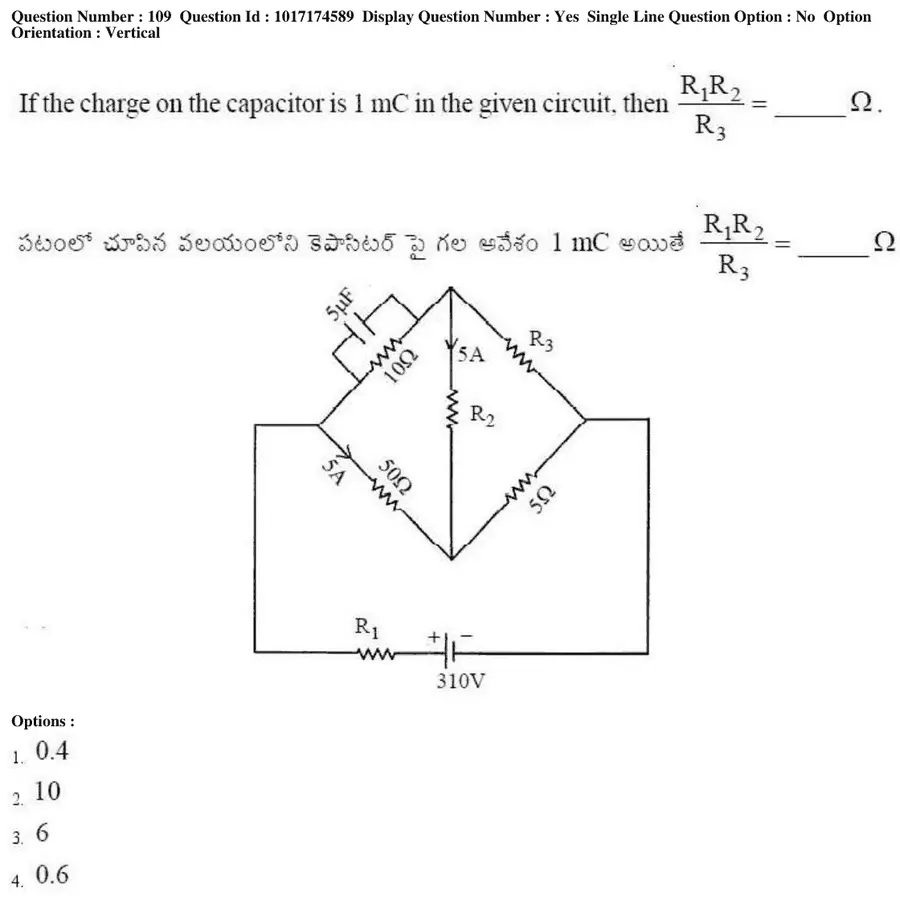 Question Number : 109 Question Id : 1017174589 Display Question Number : Yes Single Line Question Option : No Option
Orientation : Vertical
If the charge on the capacitor is 1 mC in the given circuit, then R₁R₂/R₃ = _____ Ω.
పటంలో చూపిన వలయంలోని కెపాసిటర్ పై గల ఆవేశం 1 mC అయితే R₁R₂/R₃ = _____ Ω
5μF
10Ω
5A
R₃
R₂
5A
50Ω
5Ω
R₁
+ −
310V
Options :
1. 0.4
2. 10
3. 6
4. 0.6